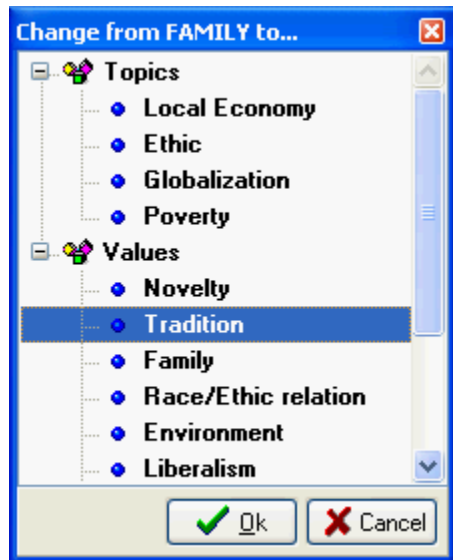 Change from FAMILY to...
Topics
Local Economy
Ethic
Globalization
Poverty
Values
Novelty
Tradition
Family
Race/Ethic relation
Environment
Liberalism
Ok
Cancel